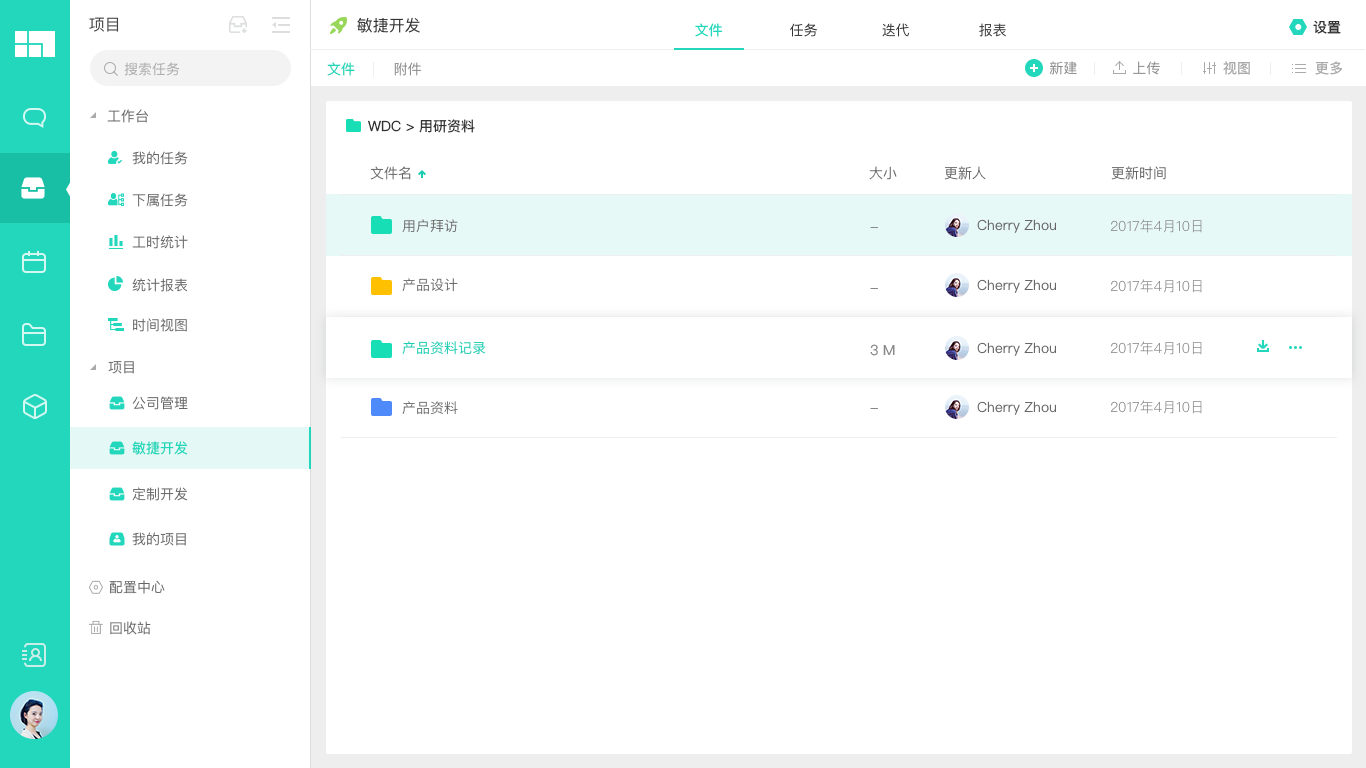 项目
搜索任务
工作台
我的任务
下属任务
工时统计
统计报表
时间视图
项目
公司管理
敏捷开发
定制开发
我的项目
配置中心
回收站
敏捷开发
文件 任务 迭代 报表
设置
文件 附件
新建 上传 视图 更多
WDC > 用研资料
文件名 大小 更新人 更新时间
用户拜访 – Cherry Zhou 2017年4月10日
产品设计 – Cherry Zhou 2017年4月10日
产品资料记录 3 M Cherry Zhou 2017年4月10日
产品资料 – Cherry Zhou 2017年4月10日